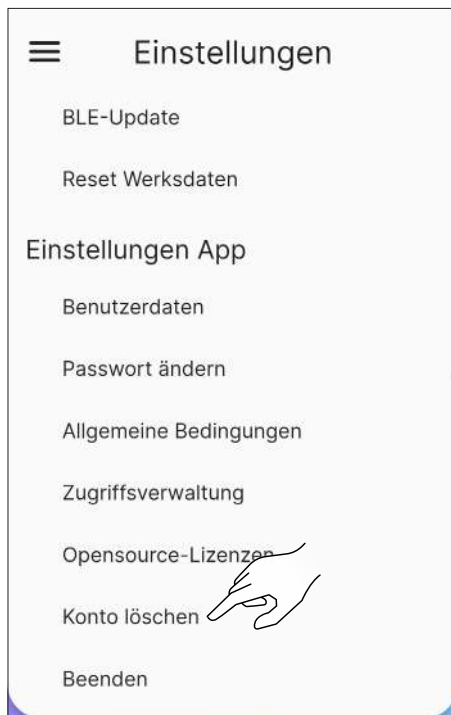 Einstellungen
BLE-Update
Reset Werksdaten
Einstellungen App
Benutzerdaten
Passwort ändern
Allgemeine Bedingungen
Zugriffsverwaltung
Opensource-Lizenzen
Konto löschen
Beenden